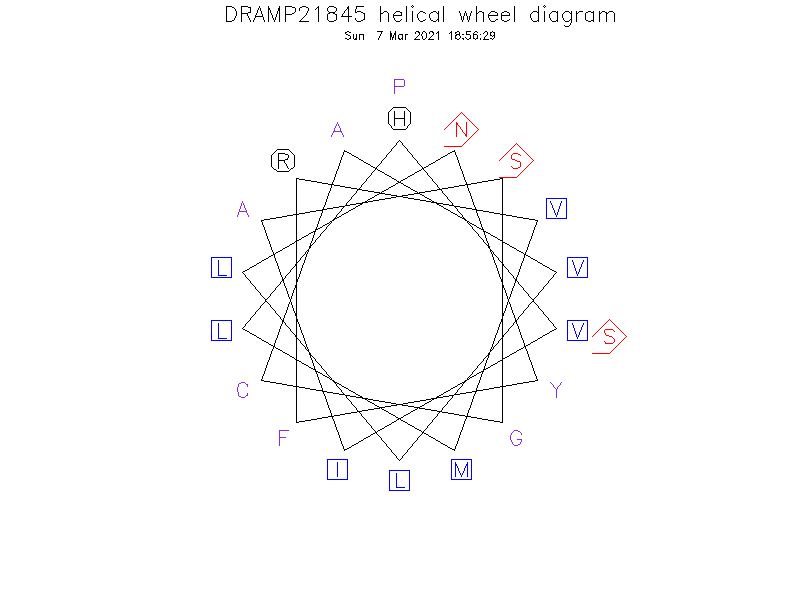 DRAMP21845 helical wheel diagram
Sun 7 Mar 2021 18:56:29
P
H
A
N
R
S
A
V
L
V
L
V
S
C
Y
F
G
I
M
L